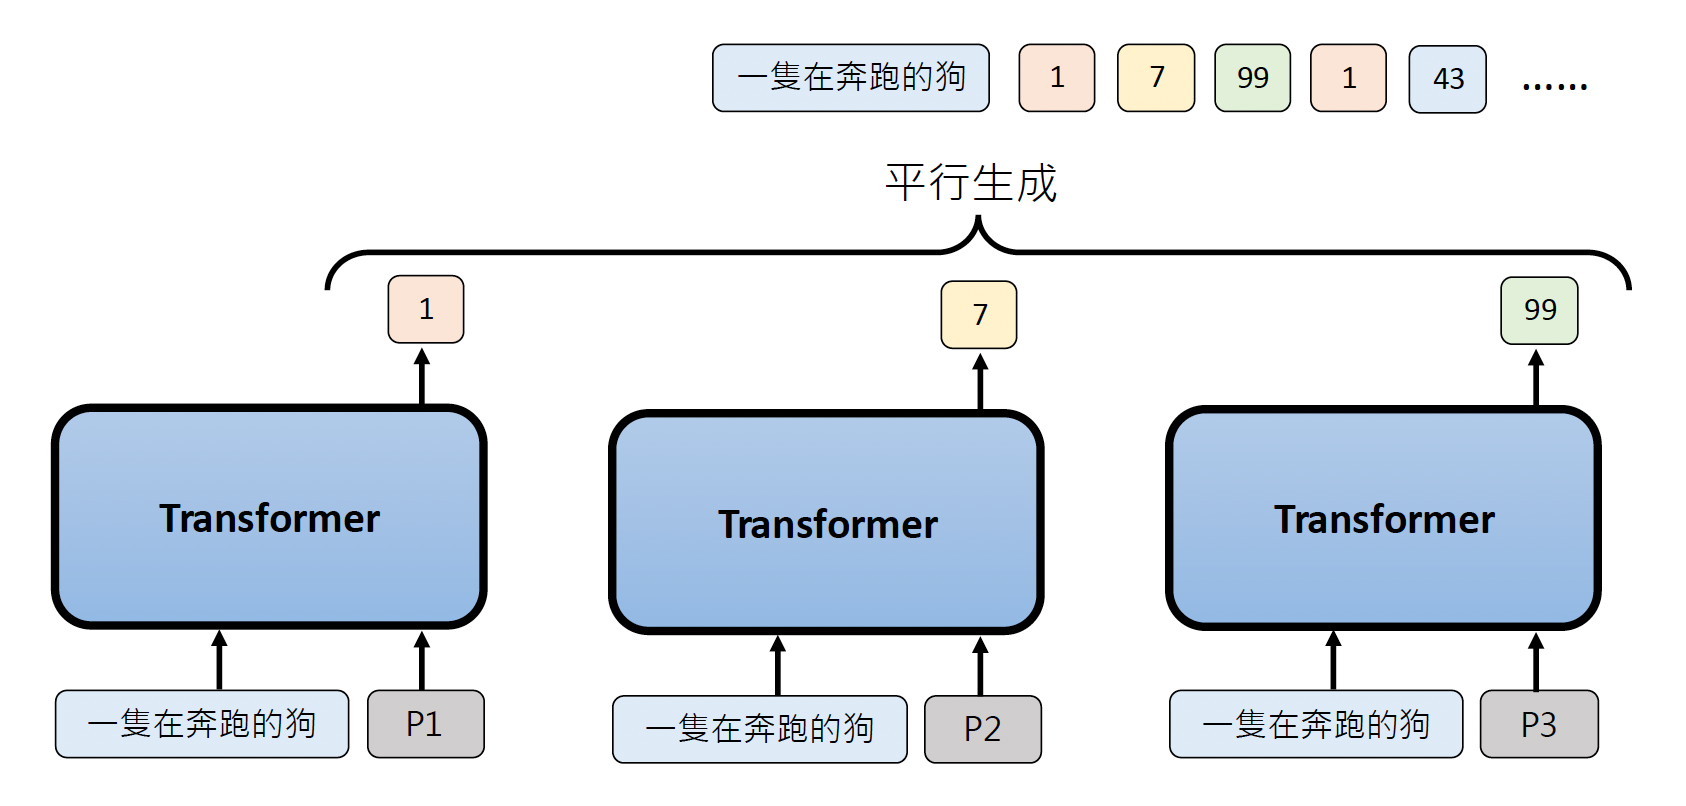 一隻在奔跑的狗 1 7 99 1 43 ……
平行生成
1 7 99
Transformer Transformer Transformer
一隻在奔跑的狗 P1 一隻在奔跑的狗 P2 一隻在奔跑的狗 P3